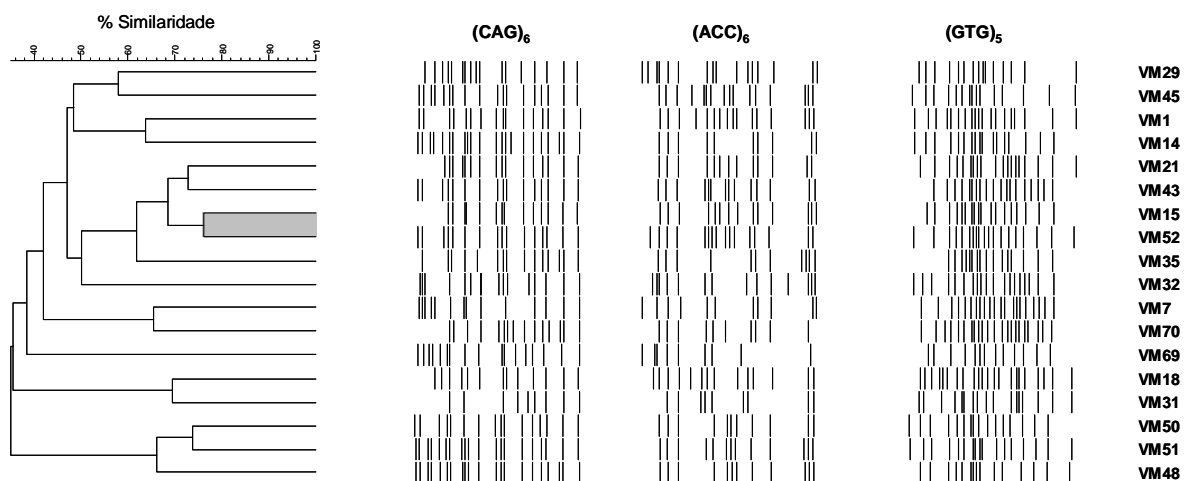 % Similaridade
(CAG)6 (ACC)6 (GTG)5
40 50 60 70 80 90 100
VM29
VM45
VM1
VM14
VM21
VM43
VM15
VM52
VM35
VM32
VM7
VM70
VM69
VM18
VM31
VM50
VM51
VM48